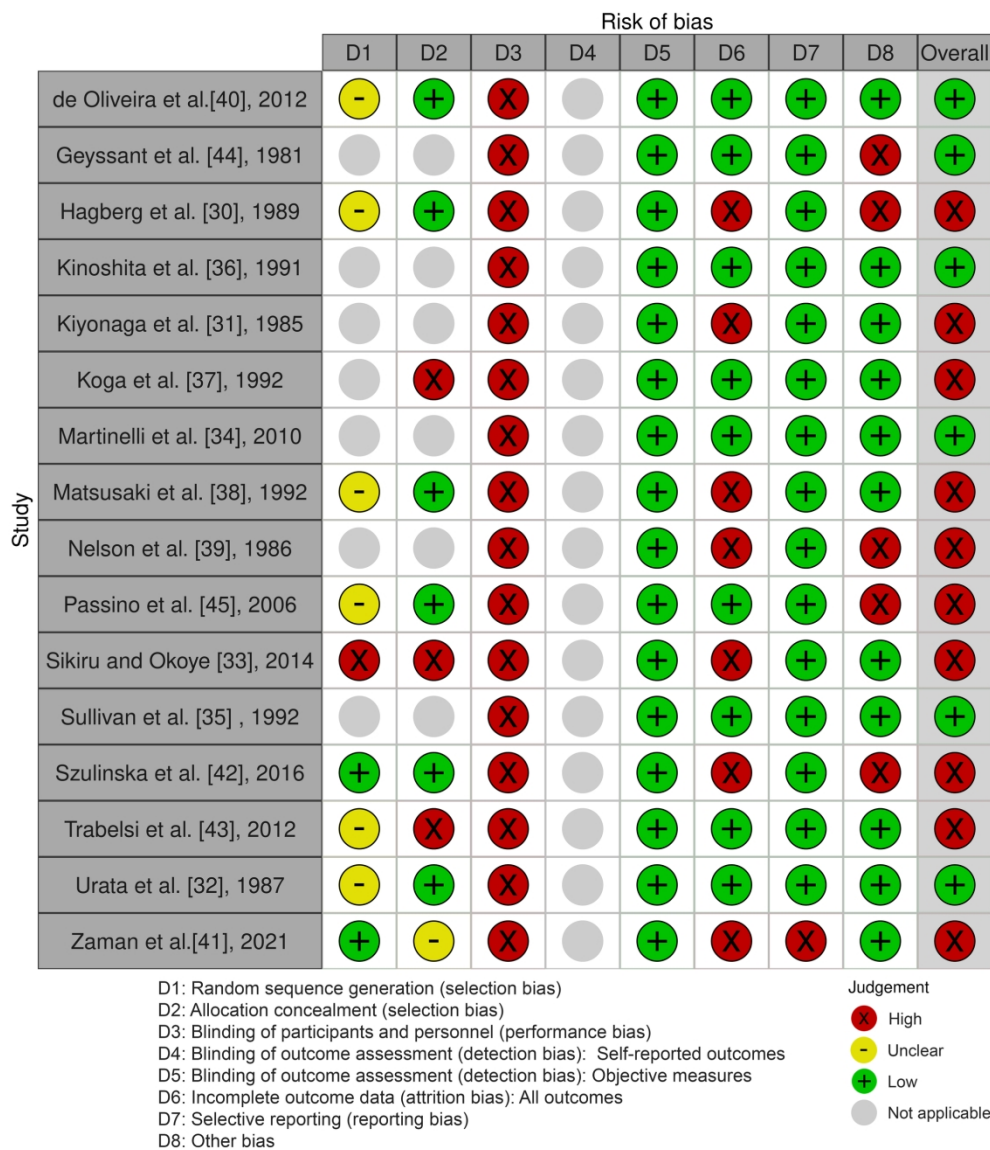 Risk of bias
D1 D2 D3 D4 D5 D6 D7 D8 Overall
Study
de Oliveira et al.[40], 2012 - + X + + + + +
Geyssant et al. [44], 1981 X + + + X +
Hagberg et al. [30], 1989 - + X + X + X X
Kinoshita et al. [36], 1991 X + + + + +
Kiyonaga et al. [31], 1985 X + X + + X
Koga et al. [37], 1992 X X + + + + X
Martinelli et al. [34], 2010 X + + + + +
Matsusaki et al. [38], 1992 - + X + X + + X
Nelson et al. [39], 1986 X + X + X X
Passino et al. [45], 2006 - + X + + + X X
Sikiru and Okoye [33], 2014 X X X + X + + X
Sullivan et al. [35] , 1992 X + + + + +
Szulinska et al. [42], 2016 + + X + X + X X
Trabelsi et al. [43], 2012 - X X + + + + X
Urata et al. [32], 1987 - + X + + + + +
Zaman et al.[41], 2021 + - X + X X + X
D1: Random sequence generation (selection bias)
D2: Allocation concealment (selection bias)
D3: Blinding of participants and personnel (performance bias)
D4: Blinding of outcome assessment (detection bias): Self-reported outcomes
D5: Blinding of outcome assessment (detection bias): Objective measures
D6: Incomplete outcome data (attrition bias): All outcomes
D7: Selective reporting (reporting bias)
D8: Other bias
Judgement
X High
- Unclear
+ Low
Not applicable